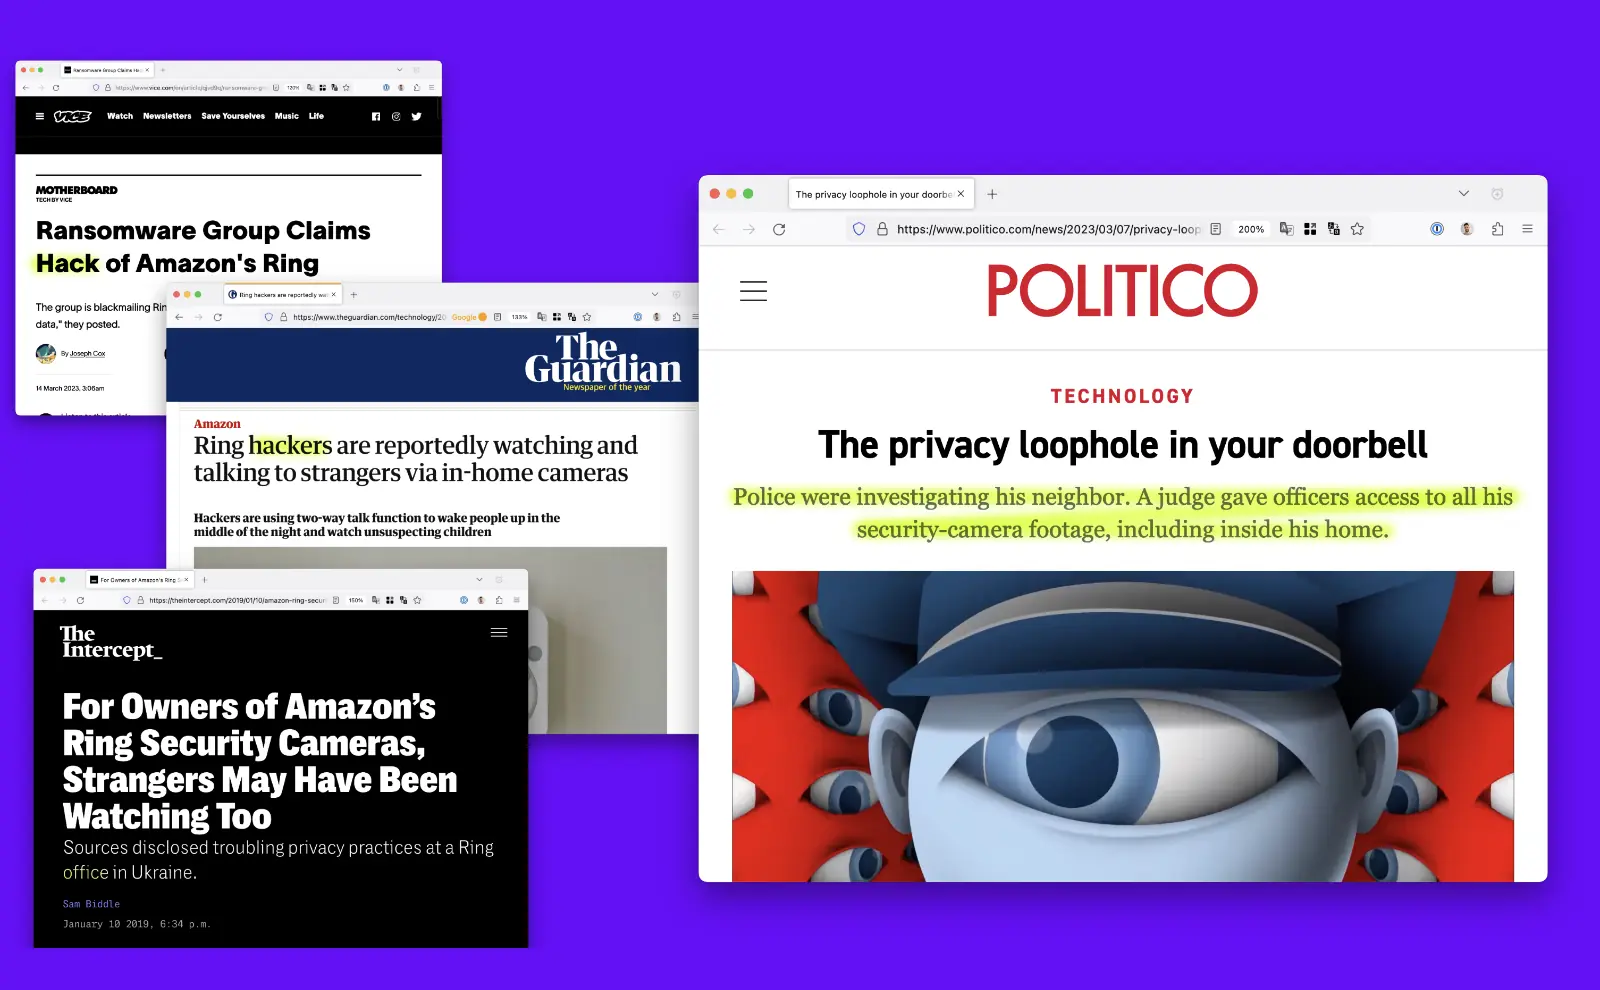 Ransomware Group Claims Hac
https://www.vice.com/en/article/
120%
VICE
Watch
Newsletters
Save Yourselves
Music
Life
MOTHERBOARD
TECH BY VICE
Ransomware Group Claims
Hack of Amazon's Ring
The group is blackmailing Rin
data," they posted.
By Joseph Cox
14 March 2023, 3:06am
Ring hackers are reportedly wa
https://www.theguardian.com/technology/20
Google
133%
The
Guardian
Newspaper of the year
Amazon
Ring hackers are reportedly watching and
talking to strangers via in-home cameras
Hackers are using two-way talk function to wake people up in the
middle of the night and watch unsuspecting children
For Owners of Amazon's Ring S
https://theintercept.com/2019/01/10/amazon-ring-secur
150%
The
Intercept_
For Owners of Amazon’s
Ring Security Cameras,
Strangers May Have Been
Watching Too
Sources disclosed troubling privacy practices at a Ring
office in Ukraine.
Sam Biddle
January 10 2019, 6:34 p.m.
The privacy loophole in your doorbe
https://www.politico.com/news/2023/03/07/privacy-loop
200%
POLITICO
TECHNOLOGY
The privacy loophole in your doorbell
Police were investigating his neighbor. A judge gave officers access to all his
security-camera footage, including inside his home.